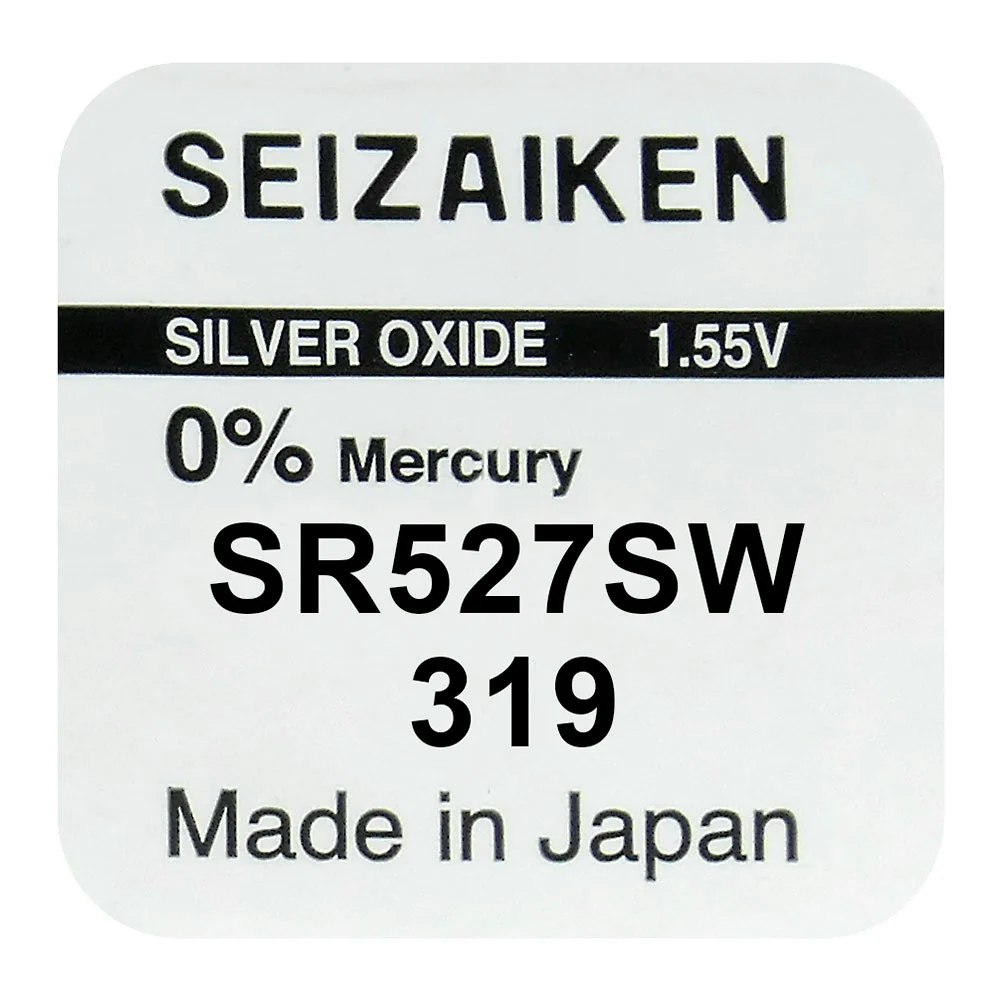 SEIZAIKEN
SILVER OXIDE 1.55V
0% Mercury
SR527SW
319
Made in Japan